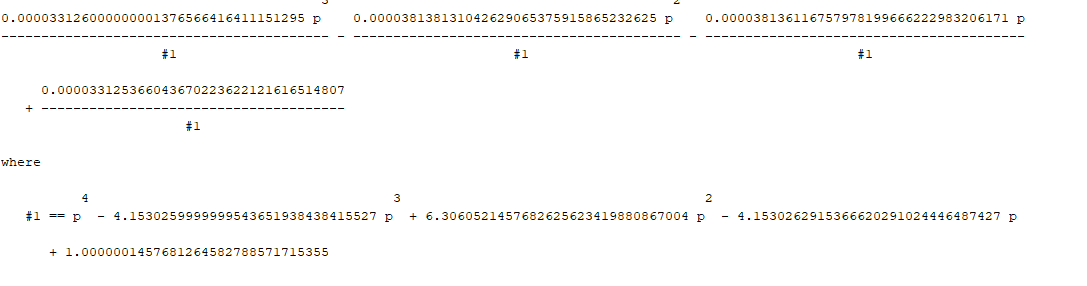 3 2
0.000033126000000001376566416411151295 p 0.000038138131042629065375915865232625 p 0.000038136116757978199666222983206171 p
----------------------------------------- - ----------------------------------------- - ----------------------------------------
#1 #1 #1
0.000033125366043670223622121616514807
+ --------------------------------------
#1
where
4 3 2
#1 == p - 4.1530259999999543651938438415527 p + 6.3060521457682625623419880867004 p - 4.1530262915366620291024446487427 p
+ 1.0000001457681264582788571715355